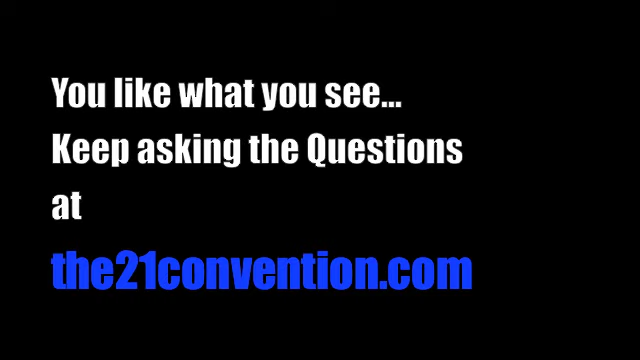 You like what you see...
Keep asking the Questions
at
the21convention.com